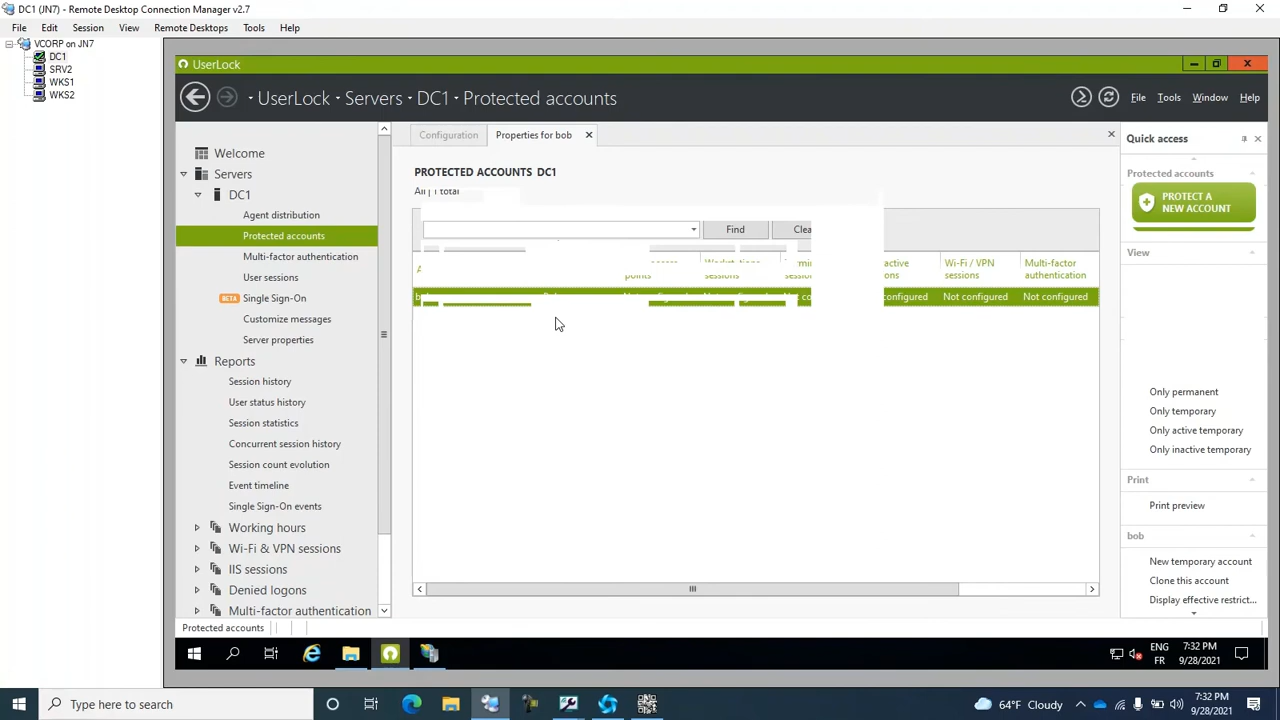 DC1 (JN7) - Remote Desktop Connection Manager v2.7
File Edit Session View Remote Desktops Tools Help
VCORP on JN7
DC1
SRV2
WKS1
WKS2
UserLock
UserLock • Servers • DC1 • Protected accounts
File Tools Window Help
Welcome
Servers
DC1
Agent distribution
Protected accounts
Multi-factor authentication
User sessions
BETA Single Sign-On
Customize messages
Server properties
Reports
Session history
User status history
Session statistics
Concurrent session history
Session count evolution
Event timeline
Single Sign-On events
Working hours
Wi-Fi & VPN sessions
IIS sessions
Denied logons
Multi-factor authentication
Configuration
Properties for bob
PROTECTED ACCOUNTS DC1
All | 1 total
Find
Wi-Fi / VPN
sessions
Multi-factor
authentication
points
sessions
configured
Not configured
Not configured
Quick access
Protected accounts
PROTECT A
NEW ACCOUNT
View
Only permanent
Only temporary
Only active temporary
Only inactive temporary
Print
Print preview
bob
New temporary account
Clone this account
Display effective restrict...
Protected accounts
ENG
FR
7:32 PM
9/28/2021
Type here to search
64°F Cloudy
7:32 PM
9/28/2021